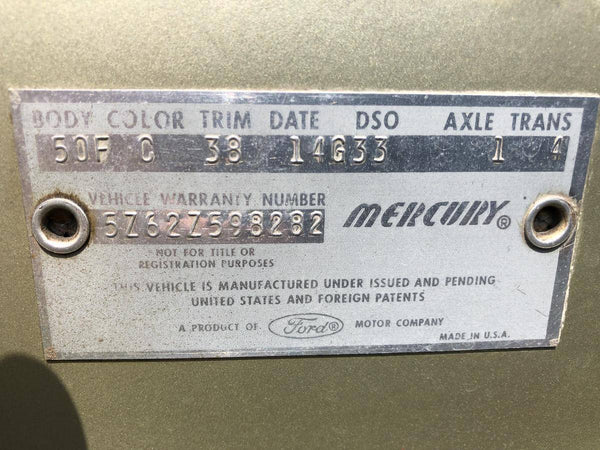 BODY COLOR TRIM DATE DSO AXLE TRANS
50F C 38 14G33 1 4
VEHICLE WARRANTY NUMBER
5Z62Z598282
MERCURY®
NOT FOR TITLE OR
REGISTRATION PURPOSES
THIS VEHICLE IS MANUFACTURED UNDER ISSUED AND PENDING
UNITED STATES AND FOREIGN PATENTS
A PRODUCT OF Ford® MOTOR COMPANY
MADE IN U.S.A.